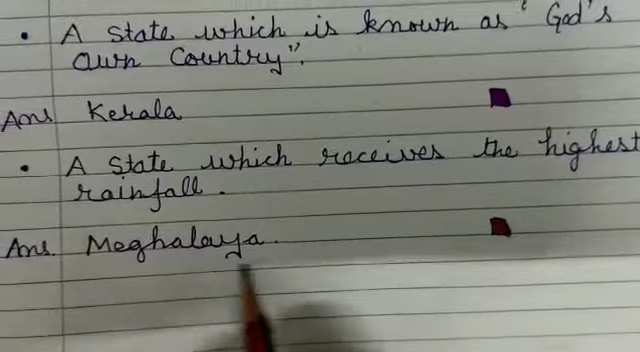 • A State which is known as "God's
Own Country".
Ans Kerala
• A State which receives the highest
rainfall.
Ans. Meghalaya.